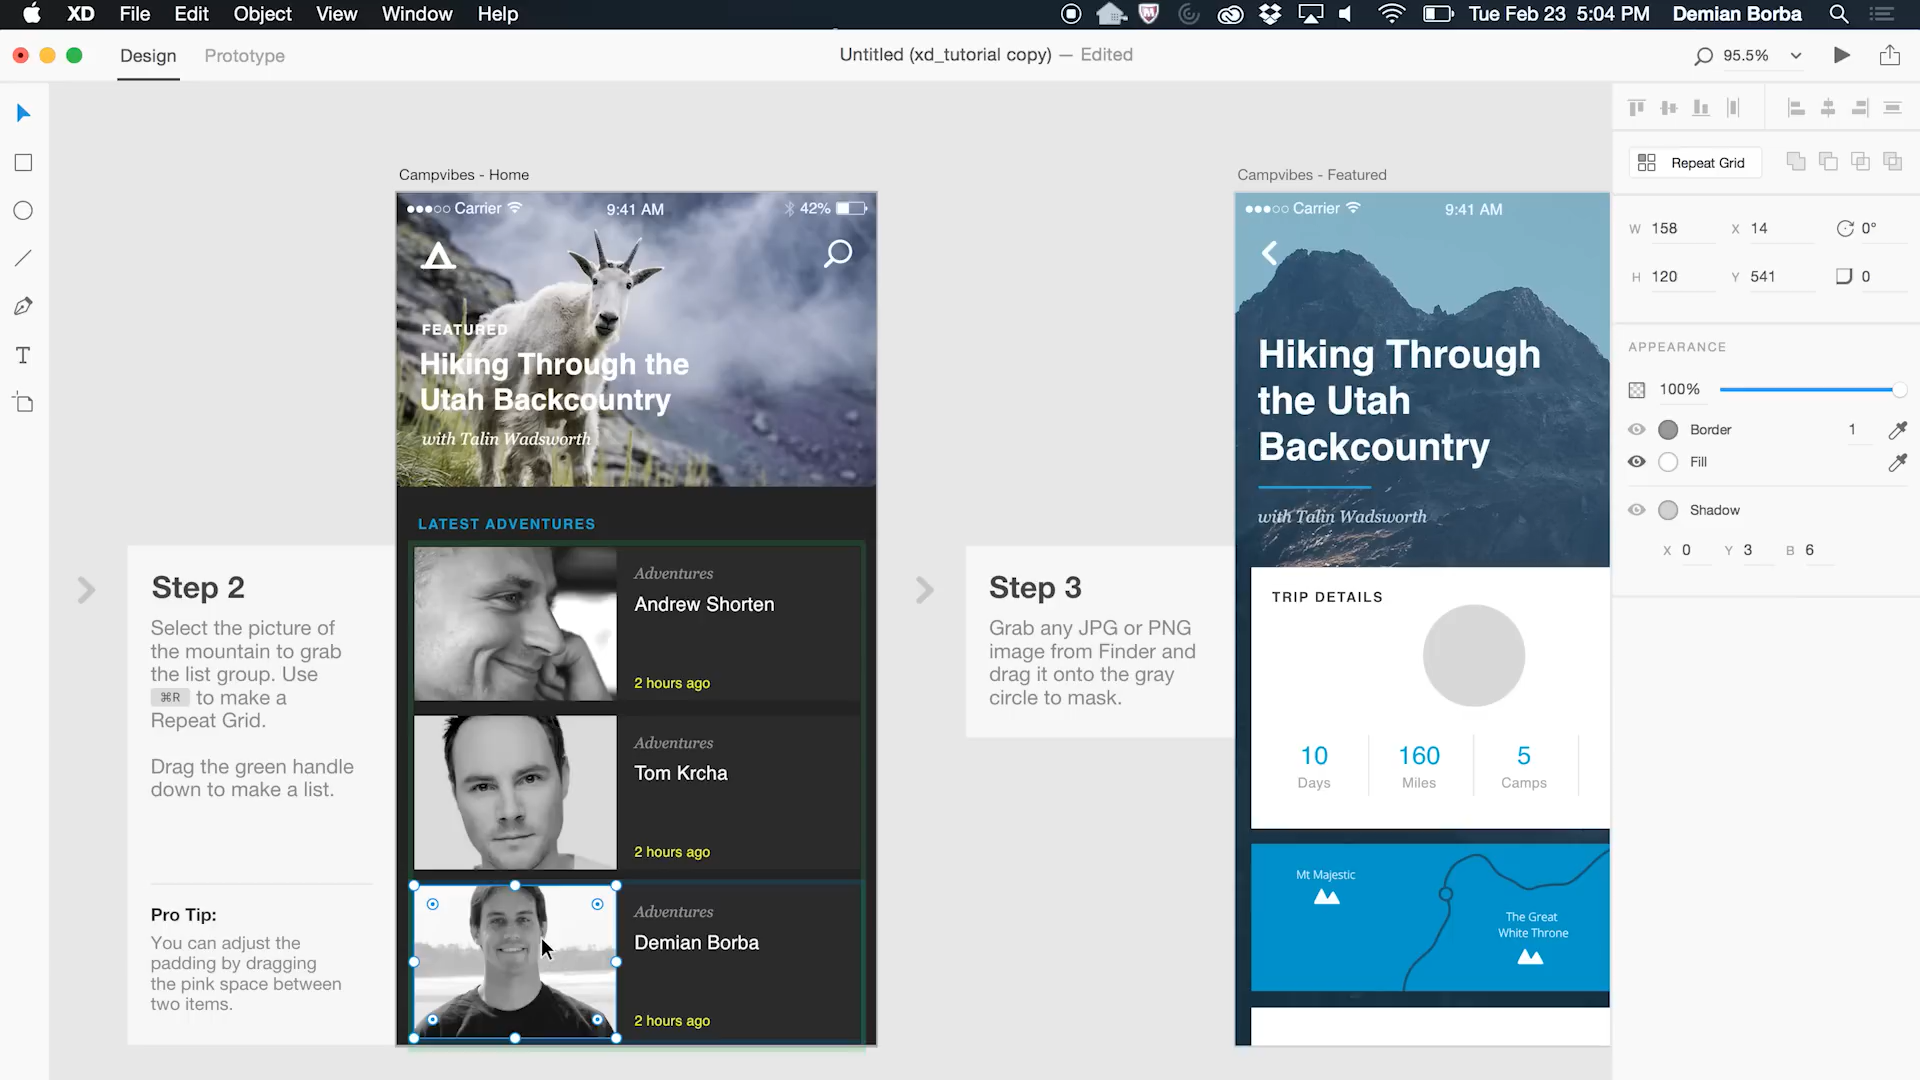 XD File Edit Object View Window Help
Tue Feb 23 5:04 PM Demian Borba
Design Prototype
Untitled (xd_tutorial copy) — Edited
95.5%
Campvibes - Home
Carrier 9:41 AM 42%
FEATURED
Hiking Through the
Utah Backcountry
with Talin Wadsworth
LATEST ADVENTURES
Adventures
Andrew Shorten
2 hours ago
Adventures
Tom Krcha
2 hours ago
Adventures
Demian Borba
2 hours ago
Step 2
Select the picture of
the mountain to grab
the list group. Use
⌘R to make a
Repeat Grid.
Drag the green handle
down to make a list.
Pro Tip:
You can adjust the
padding by dragging
the pink space between
two items.
Step 3
Grab any JPG or PNG
image from Finder and
drag it onto the gray
circle to mask.
Campvibes - Featured
Carrier 9:41 AM
Hiking Through
the Utah
Backcountry
with Talin Wadsworth
TRIP DETAILS
10 160 5
Days Miles Camps
Mt Majestic
The Great
White Throne
Repeat Grid
W 158 X 14 0°
H 120 Y 541 0
APPEARANCE
100%
Border 1
Fill
Shadow
X 0 Y 3 B 6
T